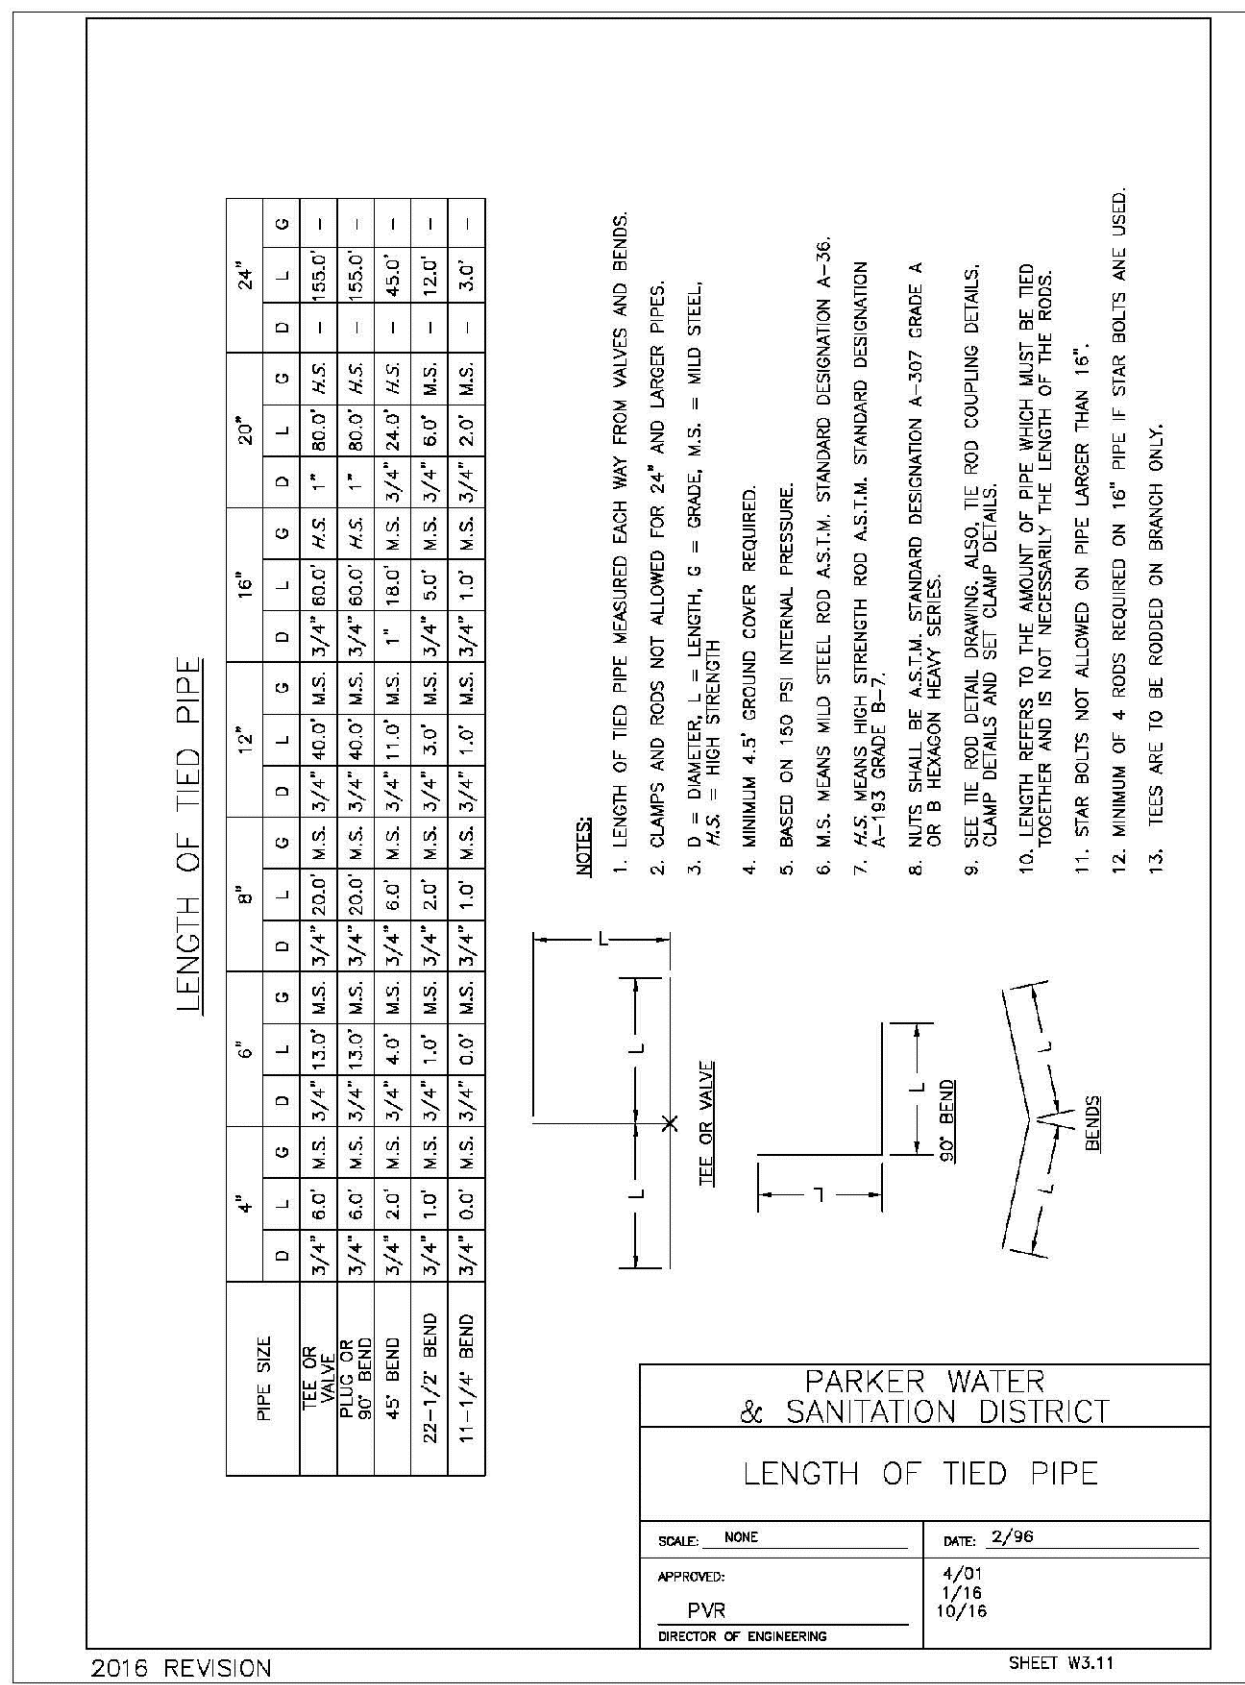 LENGTH OF TIED PIPE
PIPE SIZE 4" 6" 8" 12" 16" 20" 24"
D L G D L G D L G D L G D L G D L G D L G
TEE OR
VALVE 3/4" 6.0' M.S. 3/4" 13.0' M.S. 3/4" 20.0' M.S. 3/4" 40.0' M.S. 3/4" 60.0' H.S. 1" 80.0' H.S. – 155.0' –
PLUG OR
90° BEND 3/4" 6.0' M.S. 3/4" 13.0' M.S. 3/4" 20.0' M.S. 3/4" 40.0' M.S. 3/4" 60.0' H.S. 1" 80.0' H.S. – 155.0' –
45° BEND 3/4" 2.0' M.S. 3/4" 4.0' M.S. 3/4" 6.0' M.S. 3/4" 11.0' M.S. 1" 18.0' M.S. 3/4" 24.0' H.S. – 45.0' –
22-1/2° BEND 3/4" 1.0' M.S. 3/4" 1.0' M.S. 3/4" 2.0' M.S. 3/4" 3.0' M.S. 3/4" 5.0' M.S. 3/4" 6.0' M.S. – 12.0' –
11-1/4° BEND 3/4" 0.0' M.S. 3/4" 0.0' M.S. 3/4" 1.0' M.S. 3/4" 1.0' M.S. 3/4" 1.0' M.S. 3/4" 2.0' M.S. – 3.0' –
L
L
L
TEE OR VALVE
L
L
90° BEND
L
L
BENDS
NOTES:
1. LENGTH OF TIED PIPE MEASURED EACH WAY FROM VALVES AND BENDS.
2. CLAMPS AND RODS NOT ALLOWED FOR 24" AND LARGER PIPES.
3. D = DIAMETER, L = LENGTH, G = GRADE, M.S. = MILD STEEL,
H.S. = HIGH STRENGTH
4. MINIMUM 4.5' GROUND COVER REQUIRED.
5. BASED ON 150 PSI INTERNAL PRESSURE.
6. M.S. MEANS MILD STEEL ROD A.S.T.M. STANDARD DESIGNATION A-36.
7. H.S. MEANS HIGH STRENGTH ROD A.S.T.M. STANDARD DESIGNATION
A-193 GRADE B-7.
8. NUTS SHALL BE A.S.T.M. STANDARD DESIGNATION A-307 GRADE A
OR B HEXAGON HEAVY SERIES.
9. SEE TIE ROD DETAIL DRAWING. ALSO, TIE ROD COUPLING DETAILS,
CLAMP DETAILS AND SET CLAMP DETAILS.
10. LENGTH REFERS TO THE AMOUNT OF PIPE WHICH MUST BE TIED
TOGETHER AND IS NOT NECESSARILY THE LENGTH OF THE RODS.
11. STAR BOLTS NOT ALLOWED ON PIPE LARGER THAN 16".
12. MINIMUM OF 4 RODS REQUIRED ON 16" PIPE IF STAR BOLTS ANE USED.
13. TEES ARE TO BE RODDED ON BRANCH ONLY.
PARKER WATER
& SANITATION DISTRICT
LENGTH OF TIED PIPE
SCALE: NONE
DATE: 2/96
APPROVED:
PVR
DIRECTOR OF ENGINEERING
4/01
1/16
10/16
2016 REVISION
SHEET W3.11